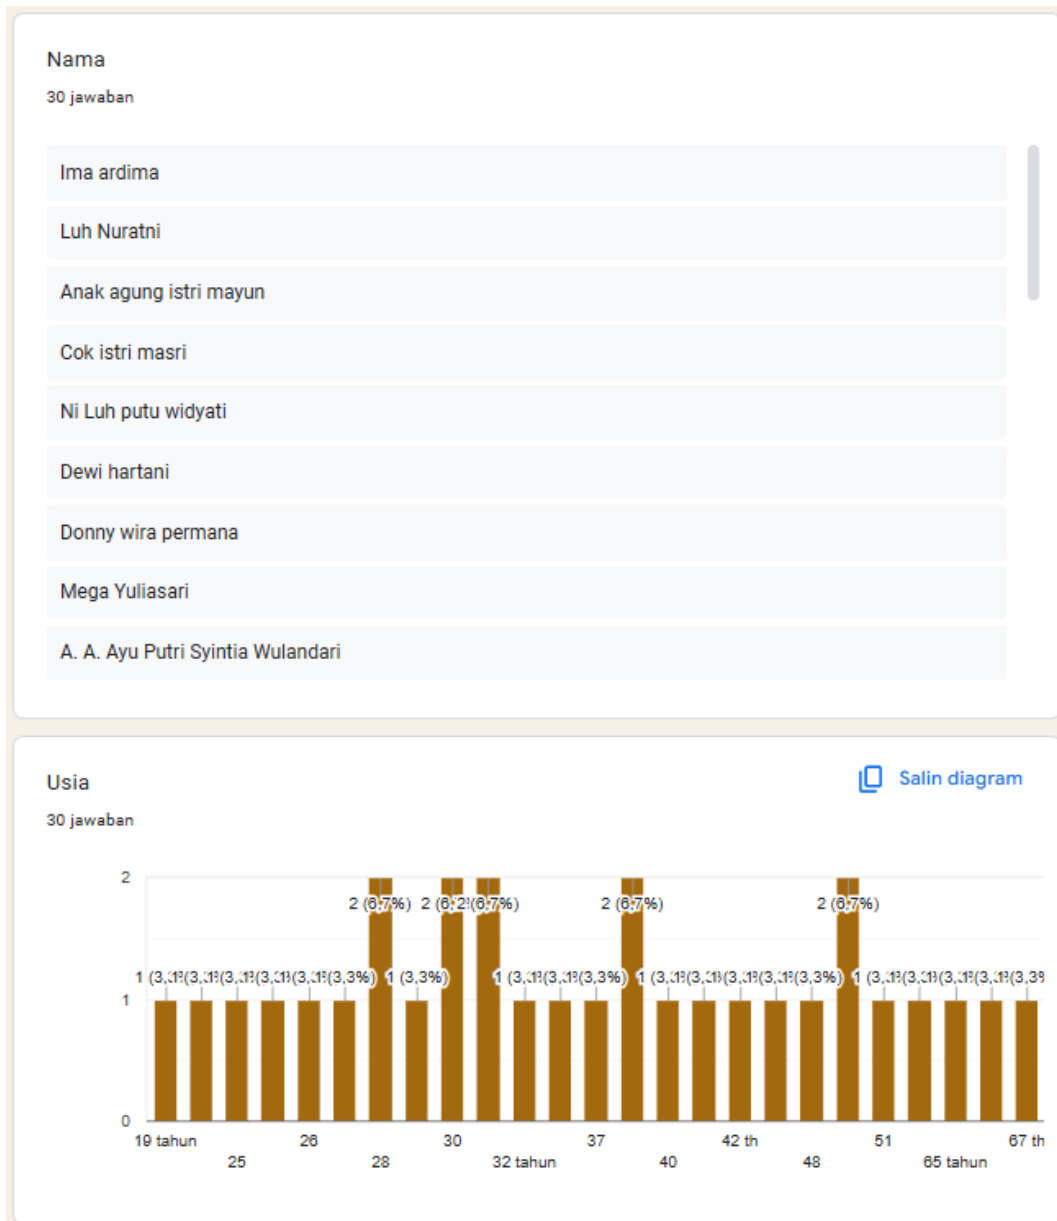 Nama
30 jawaban
Ima ardima
Luh Nuratni
Anak agung istri mayun
Cok istri masri
Ni Luh putu widyati
Dewi hartani
Donny wira permana
Mega Yuliasari
A. A. Ayu Putri Syintia Wulandari
Usia
Salin diagram
30 jawaban
2
2 (6,7%) 2 (6,7%) 2 (6,7%) 2 (6,7%)
1 (3,3%) 1 (3,3%) 1 (3,3%) 1 (3,3%)
1
0
19 tahun 26 30 37 42 th 51 67 th
25 28 32 tahun 40 48 65 tahun